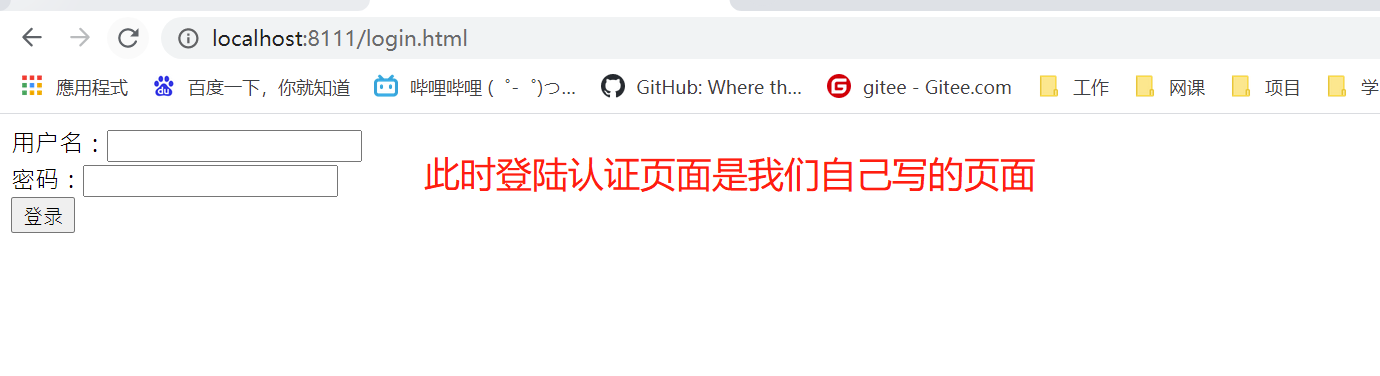 localhost:8111/login.html
應用程式 百度一下，你就知道 哔哩哔哩 (゜-゜)つ... GitHub: Where th... gitee - Gitee.com 工作 网课 项目 学
用户名：
此时登陆认证页面是我们自己写的页面
密码：
登录